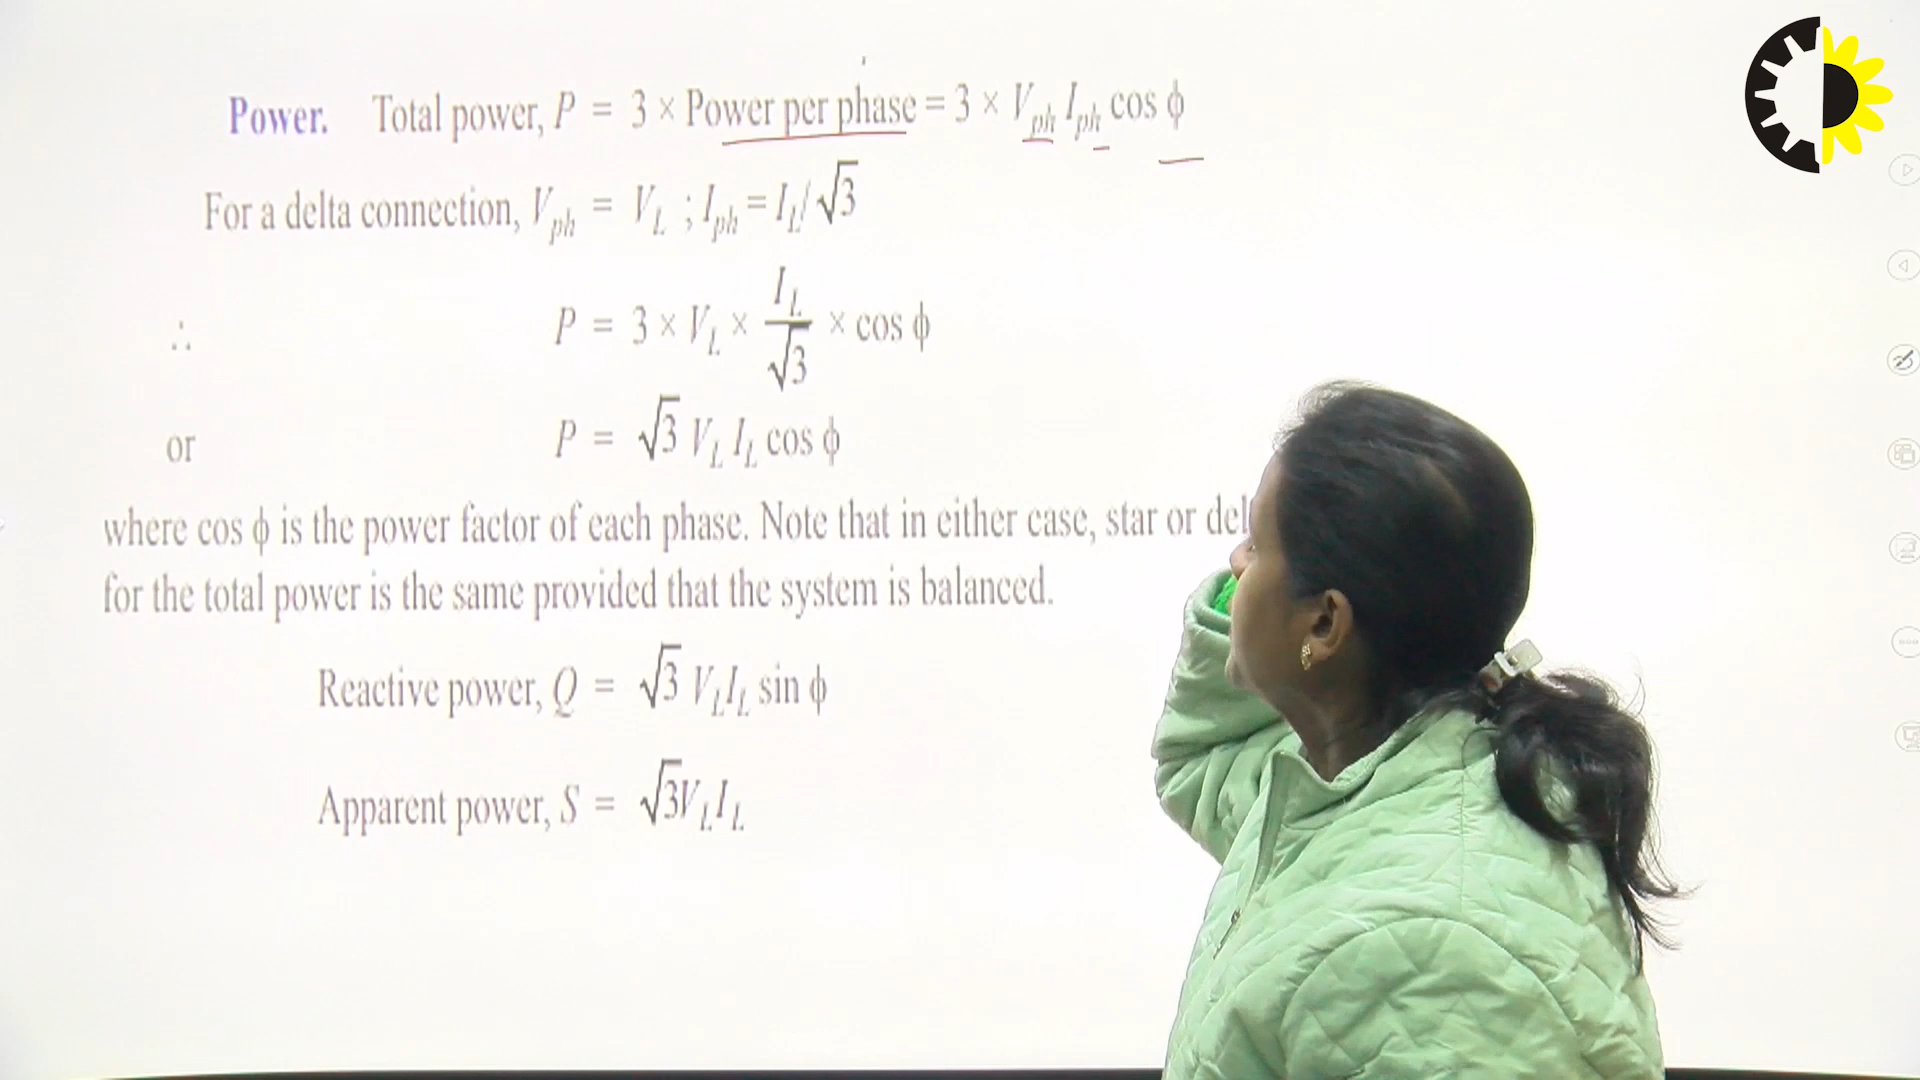 Power. Total power, P = 3 × Power per phase = 3 × V_ph I_ph cos ϕ
For a delta connection, V_ph = V_L ; I_ph = I_L/√3
∴ P = 3 × V_L × I_L/√3 × cos ϕ
or P = √3 V_L I_L cos ϕ
where cos ϕ is the power factor of each phase. Note that in either case, star or
for the total power is the same provided that the system is balanced.
Reactive power, Q = √3 V_L I_L sin ϕ
Apparent power, S = √3 V_L I_L